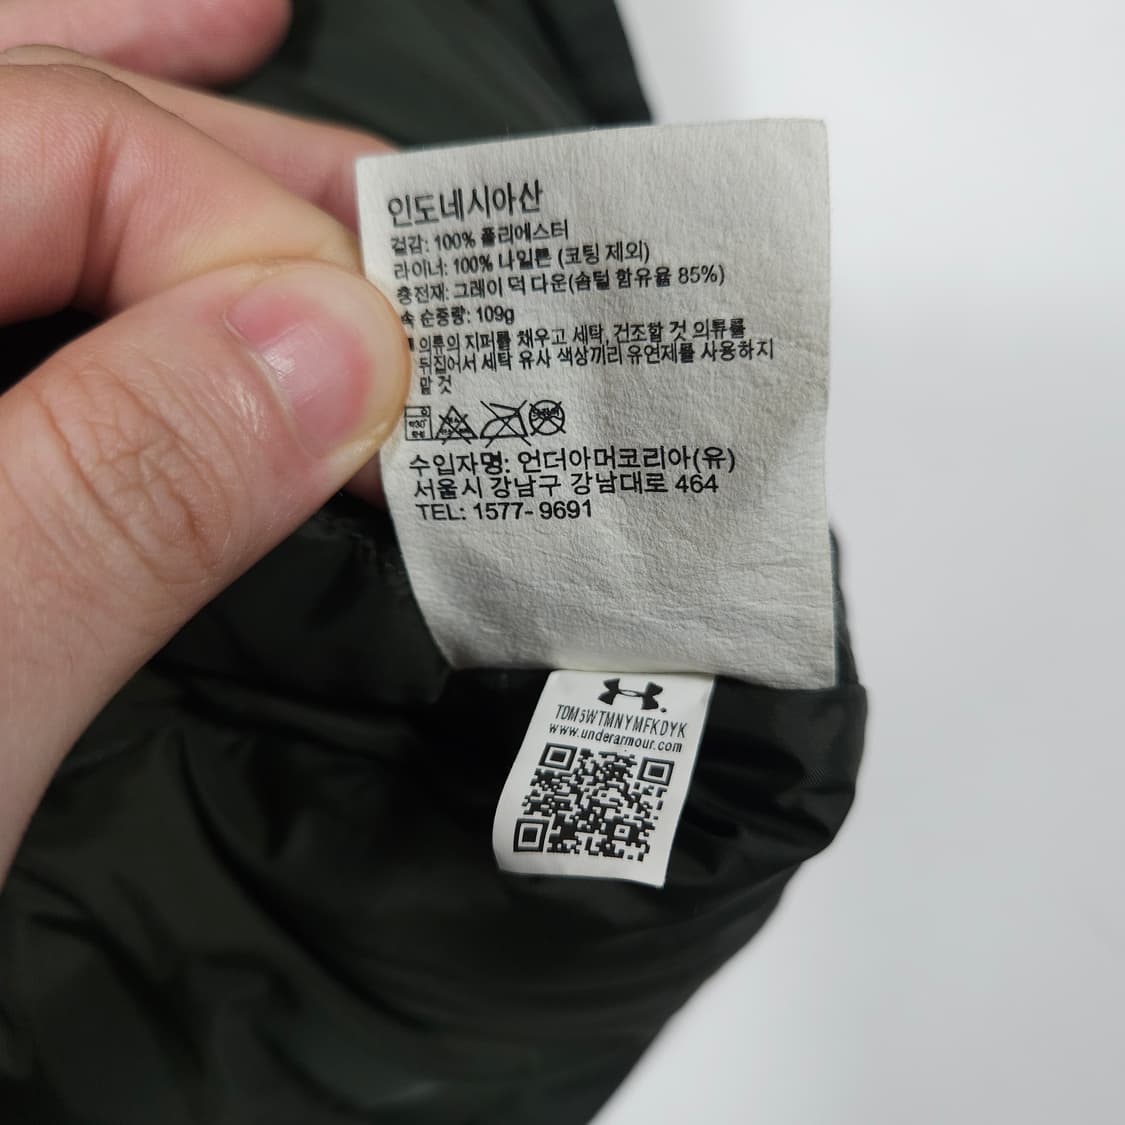 인도네시아산
겉감: 100% 폴리에스터
라이너: 100% 나일론 (코팅 제외)
충전재: 그레이 덕 다운(솜털 함유율 85%)
속 순중량: 109g
의류의 지퍼를 채우고 세탁, 건조할 것 의류를
뒤집어서 세탁 유사 색상끼리 유연제를 사용하지
말 것
약30°
수입자명: 언더아머코리아(유)
서울시 강남구 강남대로 464
TEL: 1577- 9691
TDM5WTMNYMFKDYK
www.underarmour.com